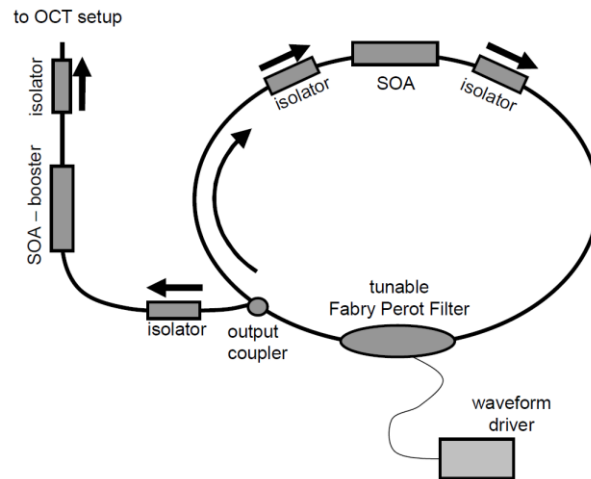 to OCT setup
isolator
SOA – booster
isolator
output
coupler
isolator
SOA
isolator
tunable
Fabry Perot Filter
waveform
driver